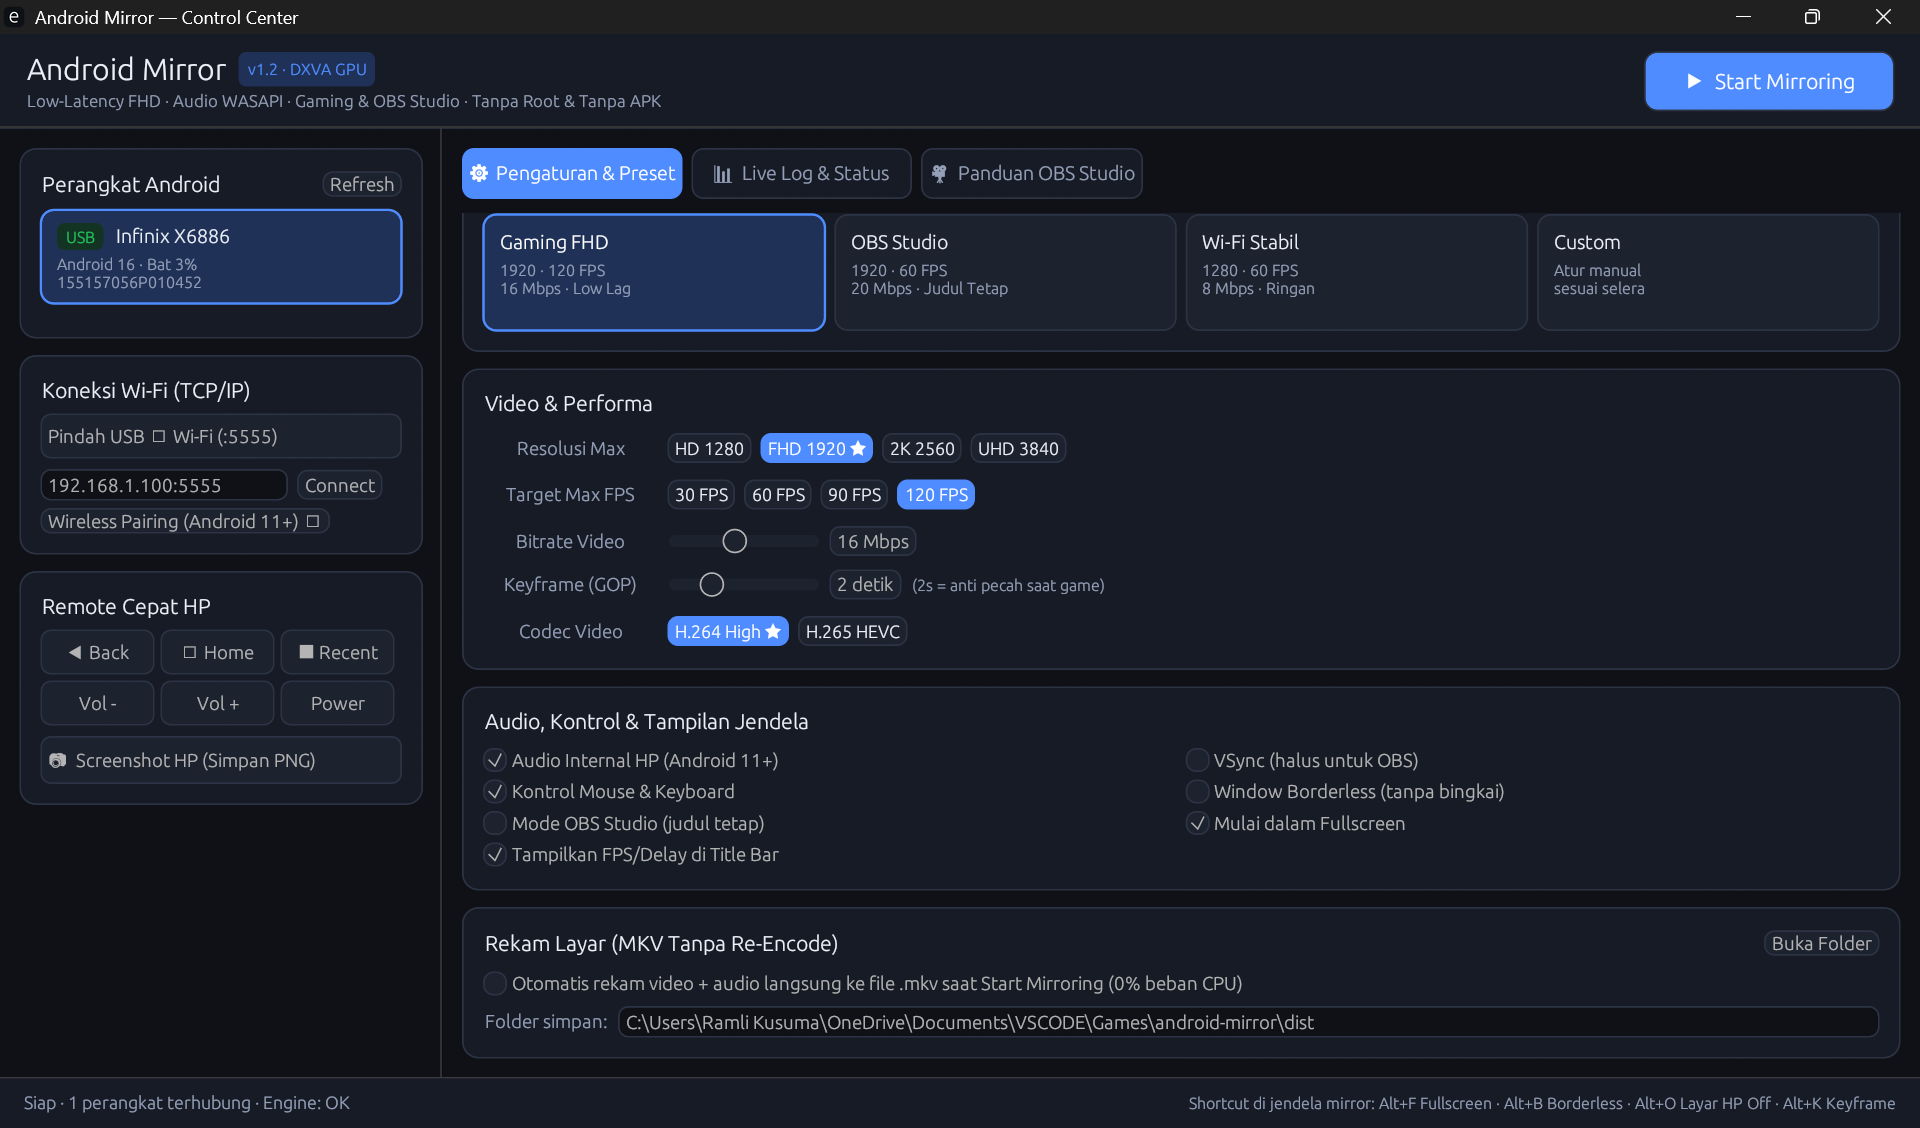 e Android Mirror — Control Center
Android Mirror v1.2 · DXVA GPU
Low-Latency FHD · Audio WASAPI · Gaming & OBS Studio · Tanpa Root & Tanpa APK
Start Mirroring
Perangkat Android
Refresh
USB Infinix X6886
Android 16 · Bat 3%
155157056P010452
Koneksi Wi-Fi (TCP/IP)
Pindah USB □ Wi-Fi (:5555)
192.168.1.100:5555
Connect
Wireless Pairing (Android 11+) □
Remote Cepat HP
Back
Home
Recent
Vol -
Vol +
Power
Screenshot HP (Simpan PNG)
Pengaturan & Preset
Live Log & Status
Panduan OBS Studio
Gaming FHD
1920 · 120 FPS
16 Mbps · Low Lag
OBS Studio
1920 · 60 FPS
20 Mbps · Judul Tetap
Wi-Fi Stabil
1280 · 60 FPS
8 Mbps · Ringan
Custom
Atur manual
sesuai selera
Video & Performa
Resolusi Max HD 1280 FHD 1920 ★ 2K 2560 UHD 3840
Target Max FPS 30 FPS 60 FPS 90 FPS 120 FPS
Bitrate Video 16 Mbps
Keyframe (GOP) 2 detik (2s = anti pecah saat game)
Codec Video H.264 High ★ H.265 HEVC
Audio, Kontrol & Tampilan Jendela
Audio Internal HP (Android 11+)
Kontrol Mouse & Keyboard
Mode OBS Studio (judul tetap)
Tampilkan FPS/Delay di Title Bar
VSync (halus untuk OBS)
Window Borderless (tanpa bingkai)
Mulai dalam Fullscreen
Rekam Layar (MKV Tanpa Re-Encode)
Buka Folder
Otomatis rekam video + audio langsung ke file .mkv saat Start Mirroring (0% beban CPU)
Folder simpan: C:\Users\Ramli Kusuma\OneDrive\Documents\VSCODE\Games\android-mirror\dist
Siap · 1 perangkat terhubung · Engine: OK
Shortcut di jendela mirror: Alt+F Fullscreen · Alt+B Borderless · Alt+O Layar HP Off · Alt+K Keyframe